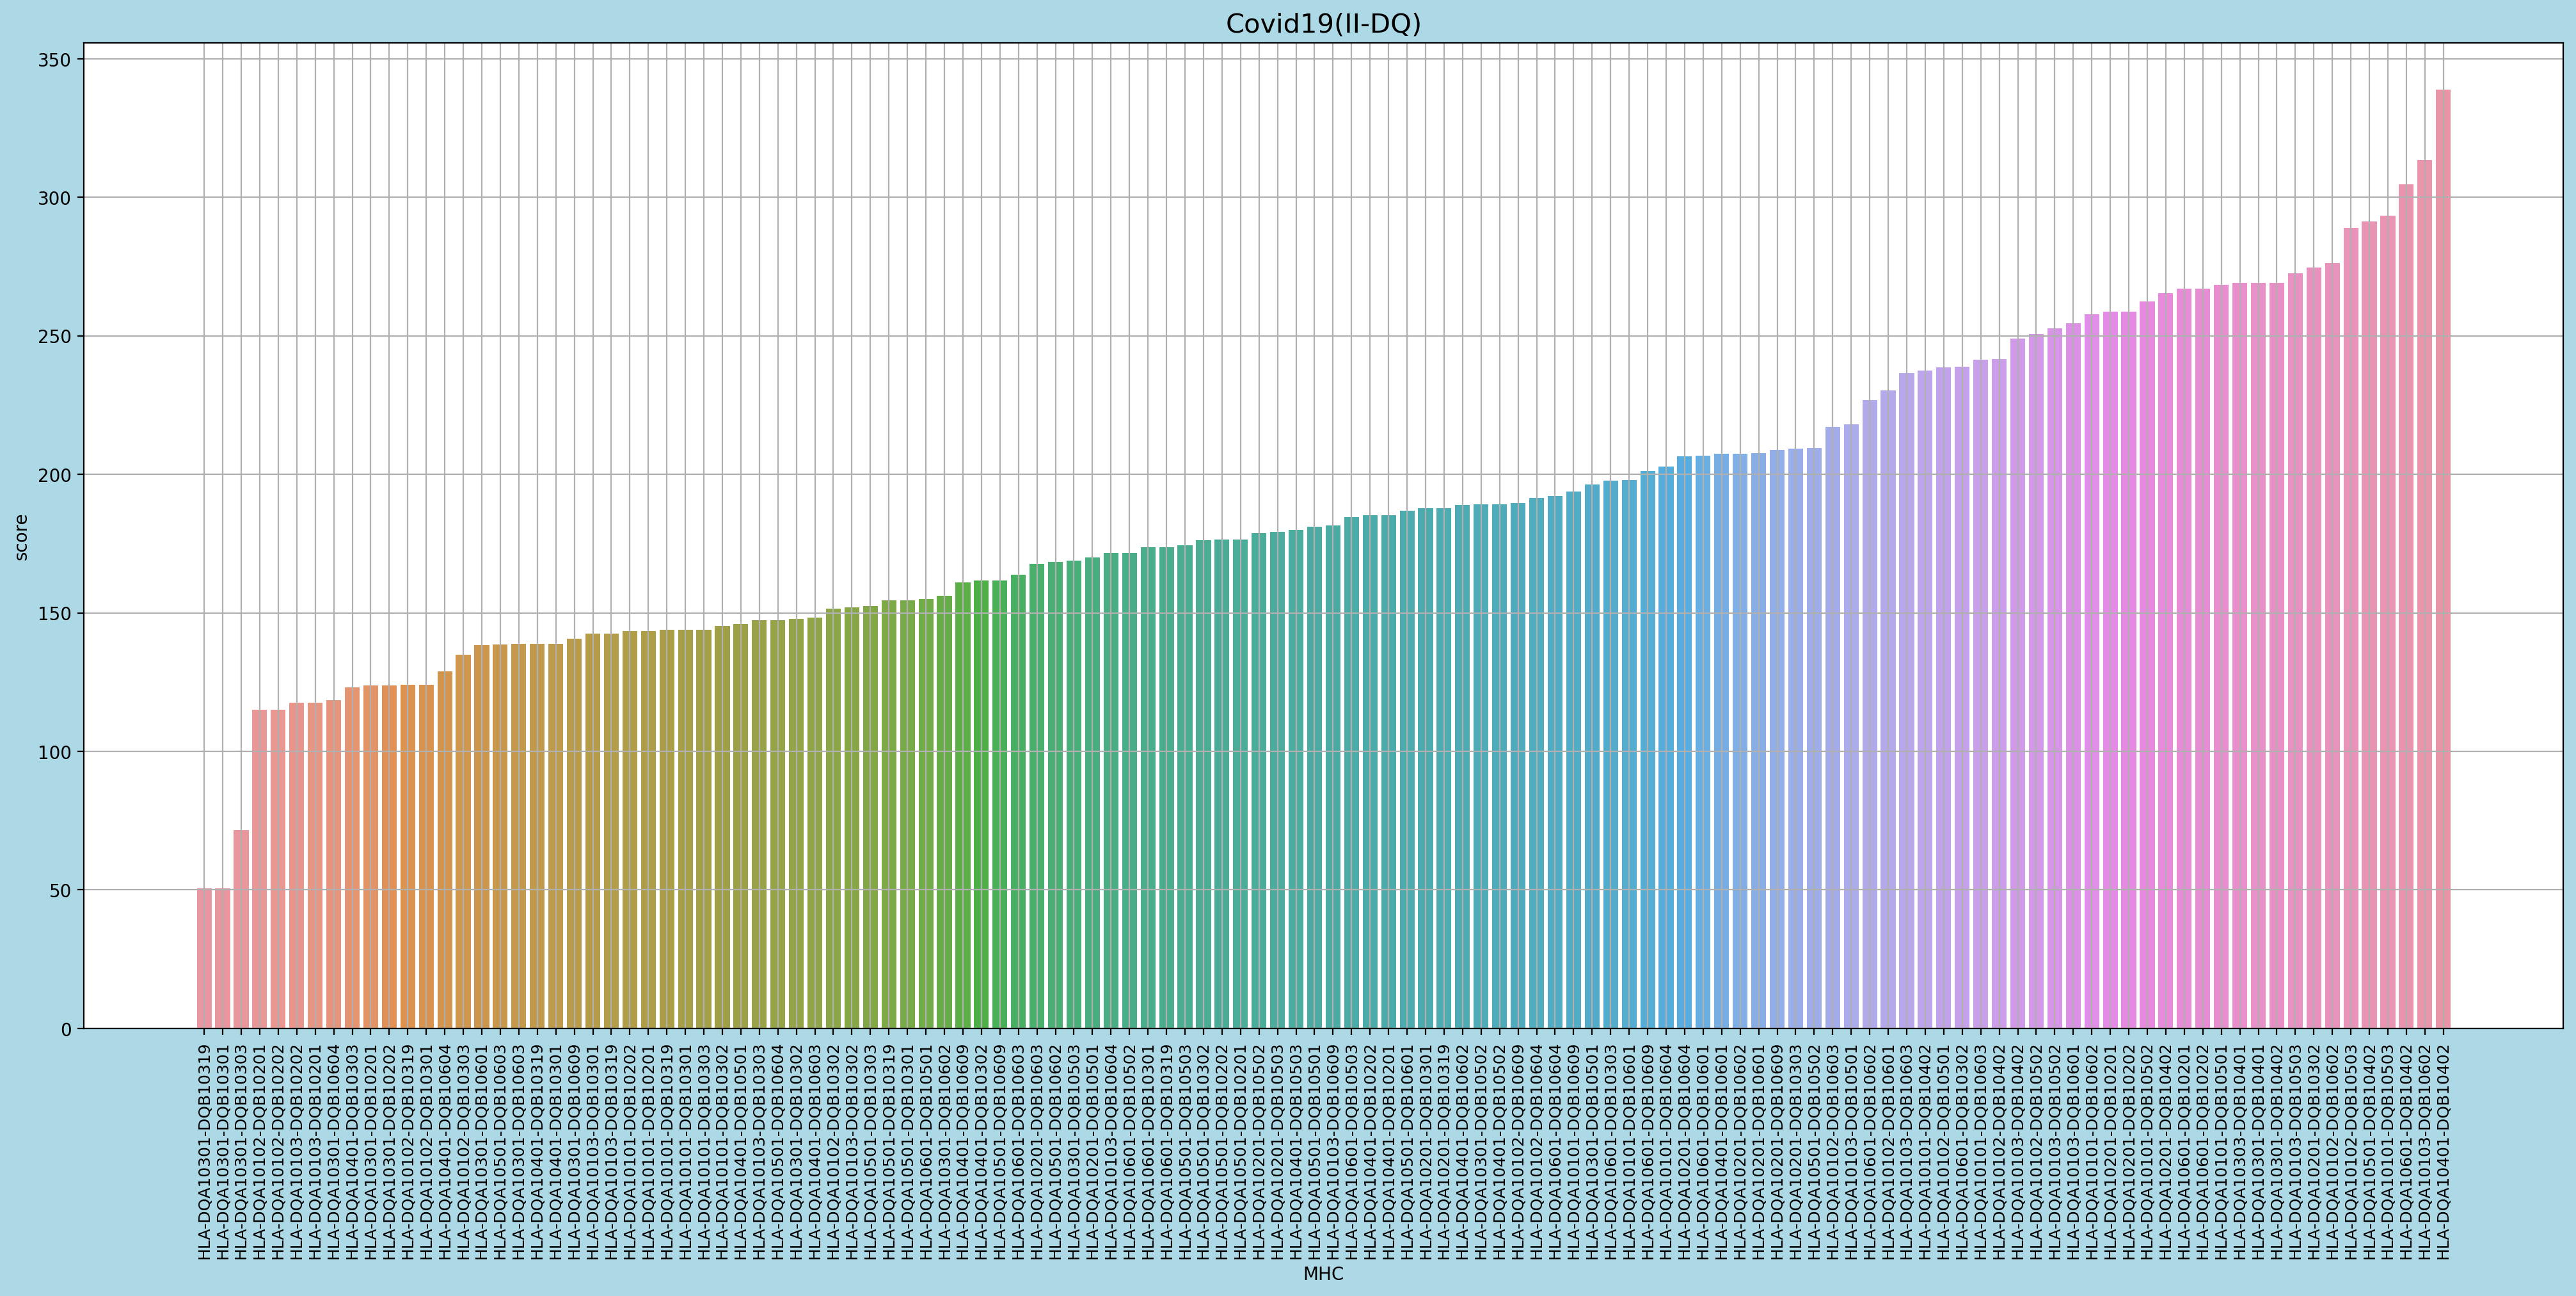 Covid19(II-DQ)
350
300
250
200
150
100
50
0
score
HLA-DQA10301-DQB10319
HLA-DQA10301-DQB10301
HLA-DQA10301-DQB10303
HLA-DQA10122-DQB10201
HLA-DQA10122-DQB10202
HLA-DQA10103-DQB10202
HLA-DQA10103-DQB10201
HLA-DQA10301-DQB10604
HLA-DQA10401-DQB10303
HLA-DQA10301-DQB10201
HLA-DQA10301-DQB10202
HLA-DQA10102-DQB10319
HLA-DQA10102-DQB10301
HLA-DQA10401-DQB10604
HLA-DQA10102-DQB10303
HLA-DQA10301-DQB10601
HLA-DQA10501-DQB10603
HLA-DQA10301-DQB10603
HLA-DQA10401-DQB10319
HLA-DQA10401-DQB10301
HLA-DQA10301-DQB10609
HLA-DQA10103-DQB10301
HLA-DQA10103-DQB10319
HLA-DQA10101-DQB10202
HLA-DQA10101-DQB10201
HLA-DQA10101-DQB10319
HLA-DQA10101-DQB10301
HLA-DQA10101-DQB10303
HLA-DQA10101-DQB10302
HLA-DQA10401-DQB10501
HLA-DQA10103-DQB10303
HLA-DQA10501-DQB10604
HLA-DQA10301-DQB10302
HLA-DQA10401-DQB10603
HLA-DQA10102-DQB10302
HLA-DQA10103-DQB10302
HLA-DQA10501-DQB10303
HLA-DQA10501-DQB10319
HLA-DQA10501-DQB10301
HLA-DQA10601-DQB10501
HLA-DQA10301-DQB10602
HLA-DQA10401-DQB10609
HLA-DQA10401-DQB10302
HLA-DQA10501-DQB10609
HLA-DQA10601-DQB10603
HLA-DQA10201-DQB10603
HLA-DQA10501-DQB10602
HLA-DQA10301-DQB10503
HLA-DQA10201-DQB10501
HLA-DQA10103-DQB10604
HLA-DQA10601-DQB10502
HLA-DQA10601-DQB10301
HLA-DQA10601-DQB10319
HLA-DQA10501-DQB10503
HLA-DQA10501-DQB10302
HLA-DQA10501-DQB10202
HLA-DQA10501-DQB10201
HLA-DQA10201-DQB10502
HLA-DQA10201-DQB10503
HLA-DQA10401-DQB10503
HLA-DQA10501-DQB10501
HLA-DQA10103-DQB10609
HLA-DQA10601-DQB10503
HLA-DQA10401-DQB10202
HLA-DQA10401-DQB10201
HLA-DQA10501-DQB10601
HLA-DQA10201-DQB10301
HLA-DQA10201-DQB10319
HLA-DQA10401-DQB10602
HLA-DQA10301-DQB10502
HLA-DQA10401-DQB10502
HLA-DQA10102-DQB10609
HLA-DQA10102-DQB10604
HLA-DQA10601-DQB10604
HLA-DQA10101-DQB10609
HLA-DQA10301-DQB10501
HLA-DQA10601-DQB10303
HLA-DQA10101-DQB10601
HLA-DQA10601-DQB10609
HLA-DQA10101-DQB10604
HLA-DQA10201-DQB10604
HLA-DQA10601-DQB10601
HLA-DQA10401-DQB10601
HLA-DQA10201-DQB10602
HLA-DQA10201-DQB10601
HLA-DQA10201-DQB10609
HLA-DQA10201-DQB10303
HLA-DQA10501-DQB10502
HLA-DQA10102-DQB10603
HLA-DQA10103-DQB10501
HLA-DQA10601-DQB10602
HLA-DQA10102-DQB10601
HLA-DQA10103-DQB10603
HLA-DQA10101-DQB10402
HLA-DQA10102-DQB10501
HLA-DQA10601-DQB10302
HLA-DQA10101-DQB10603
HLA-DQA10102-DQB10402
HLA-DQA10103-DQB10402
HLA-DQA10102-DQB10502
HLA-DQA10103-DQB10502
HLA-DQA10103-DQB10601
HLA-DQA10101-DQB10602
HLA-DQA10201-DQB10201
HLA-DQA10201-DQB10202
HLA-DQA10101-DQB10502
HLA-DQA10201-DQB10402
HLA-DQA10601-DQB10201
HLA-DQA10601-DQB10202
HLA-DQA10101-DQB10501
HLA-DQA10303-DQB10401
HLA-DQA10301-DQB10401
HLA-DQA10301-DQB10402
HLA-DQA10103-DQB10503
HLA-DQA10201-DQB10302
HLA-DQA10102-DQB10602
HLA-DQA10102-DQB10503
HLA-DQA10501-DQB10402
HLA-DQA10101-DQB10503
HLA-DQA10601-DQB10402
HLA-DQA10103-DQB10602
HLA-DQA10401-DQB10402
MHC